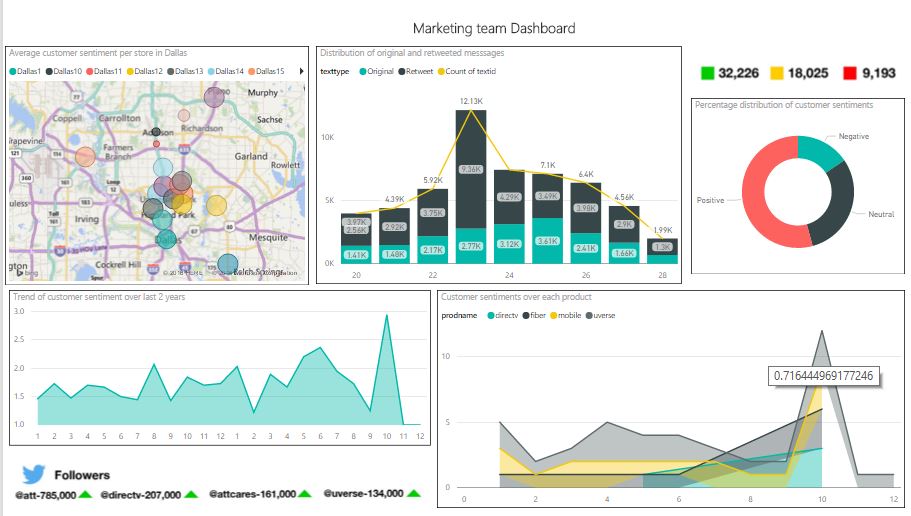 Marketing team Dashboard
Average customer sentiment per store in Dallas
Dallas1 Dallas10 Dallas11 Dallas12 Dallas13 Dallas14 Dallas15
Plano
Murphy
Coppell
Carrollton
Sachse
Addison
Richardson
Farmers
Branch
Garland
Rowlett
Irving
Dallas
Mesquite
Cockrell Hill
bing
© 2016 HERE
Distribution of original and retweeted messsages
texttype Original Retweet Count of textid
12.13K
10K
9.36K
7.1K
6.4K
5.92K
5K
4.56K
4.39K
4.29K
3.49K
3.98K
3.97K
3.75K
2.92K
2.9K
2.56K
1.99K
1.3K
1.41K 1.48K 2.17K 2.77K 3.12K 3.61K 2.41K 1.66K
0K
20 22 24 26 28
32,226 18,025 9,193
Percentage distribution of customer sentiments
Negative
Positive
Neutral
Trend of customer sentiment over last 2 years
3.0
2.5
2.0
1.5
1.0
1 2 3 4 5 6 7 8 9 10 11 12 1 2 3 4 5 6 7 8 9 10 11 12
Customer sentiments over each product
prodname directv fiber mobile uverse
10
0.716444969177246
5
0
0 2 4 6 8 10 12
Followers
@att-785,000 @directv-207,000 @attcares-161,000 @uverse-134,000